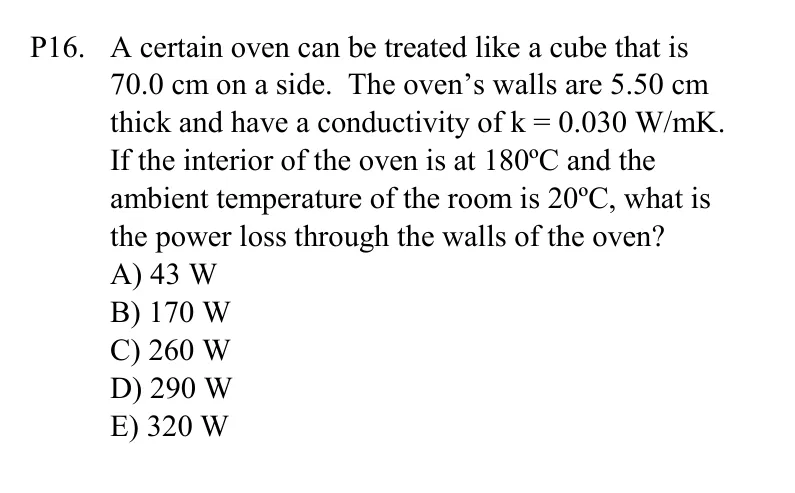 P16. A certain oven can be treated like a cube that is
70.0 cm on a side. The oven's walls are 5.50 cm
thick and have a conductivity of k = 0.030 W/mK.
If the interior of the oven is at 180ºC and the
ambient temperature of the room is 20ºC, what is
the power loss through the walls of the oven?
A) 43 W
B) 170 W
C) 260 W
D) 290 W
E) 320 W